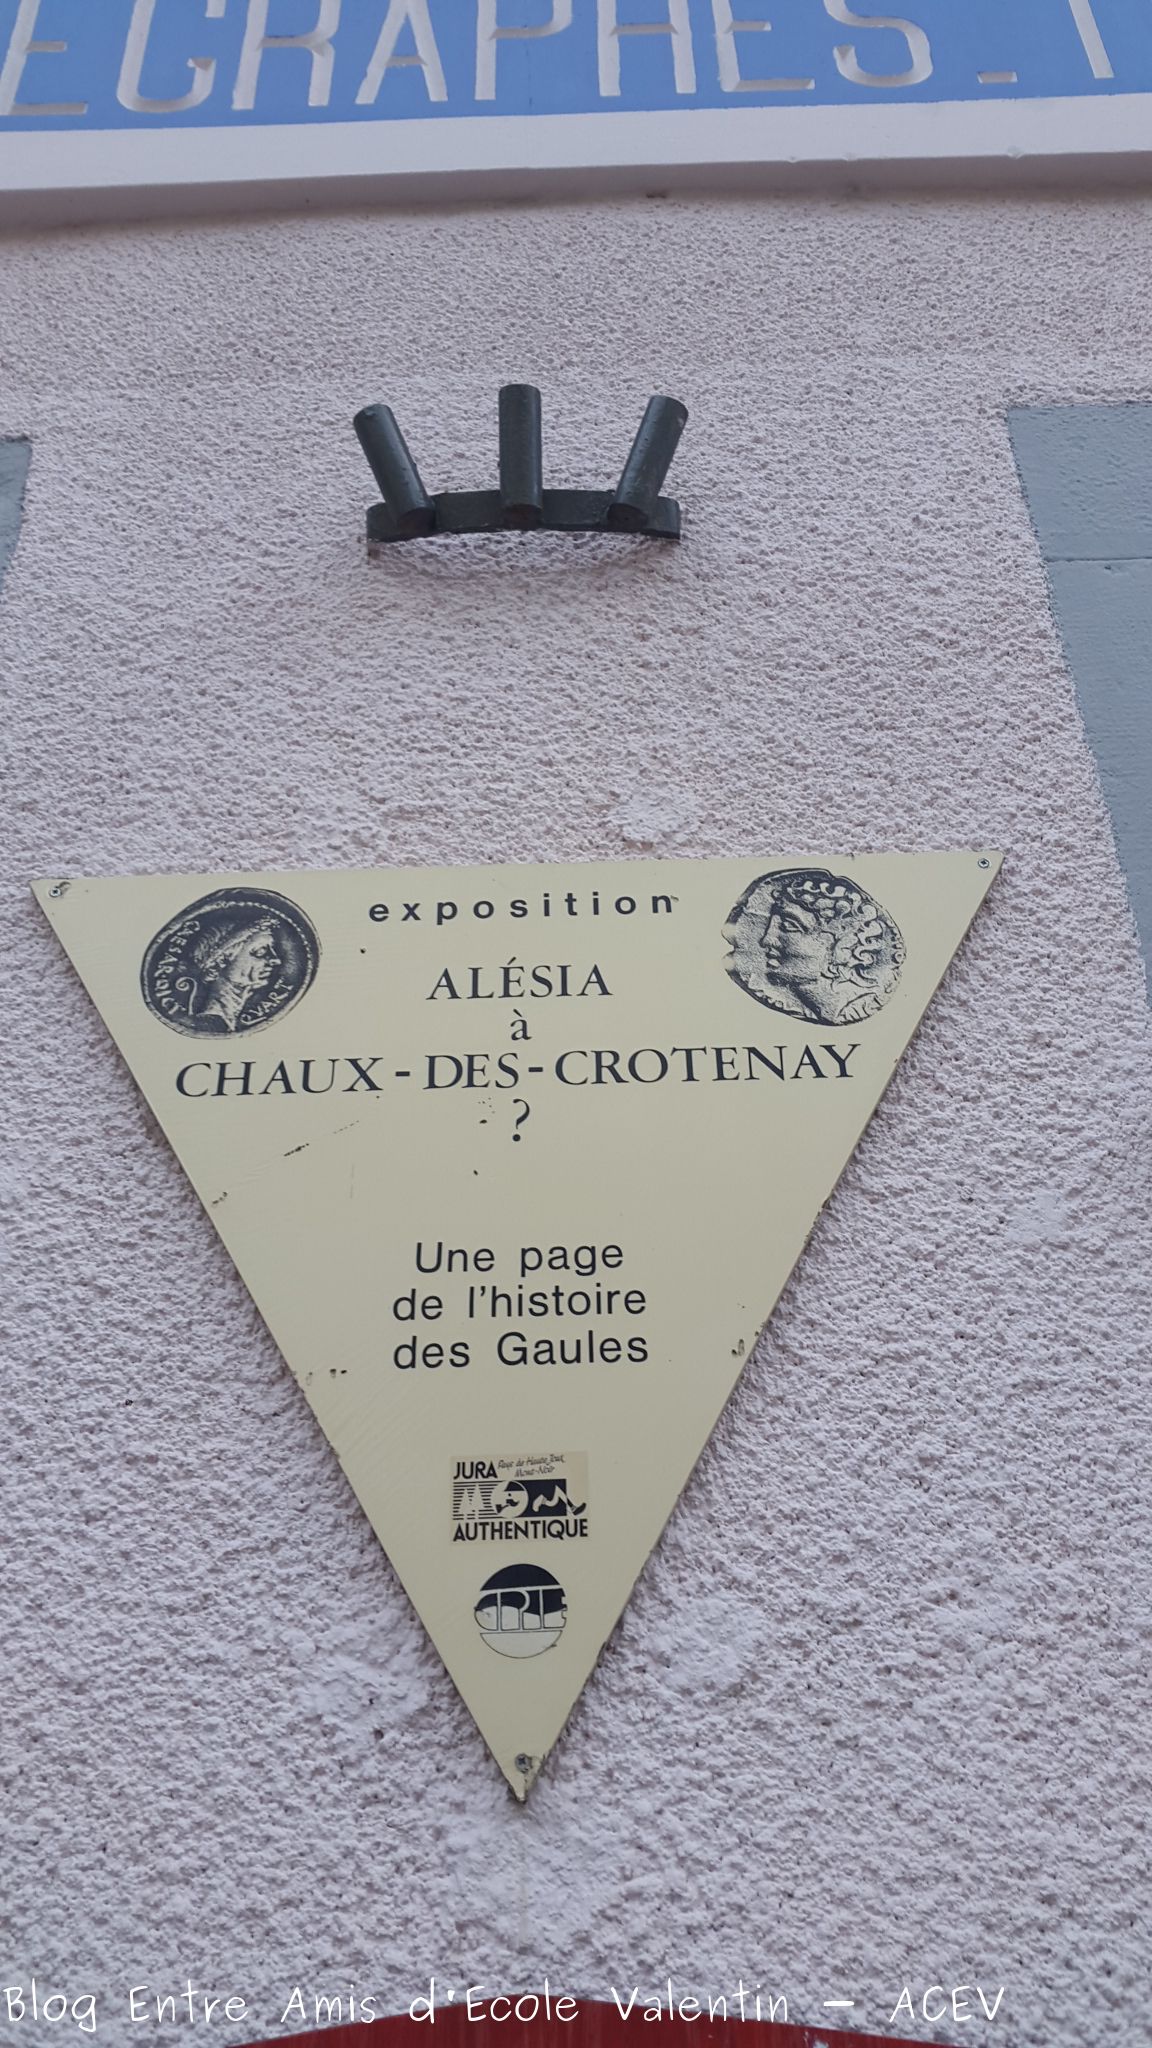 EGRAPHES_T
exposition
ALÉSIA
à
CHAUX-DES-CROTENAY
?
Une page
de l'histoire
des Gaules
JURA
AUTHENTIQUE
Blog Entre Amis d'Ecole Valentin - ACEV